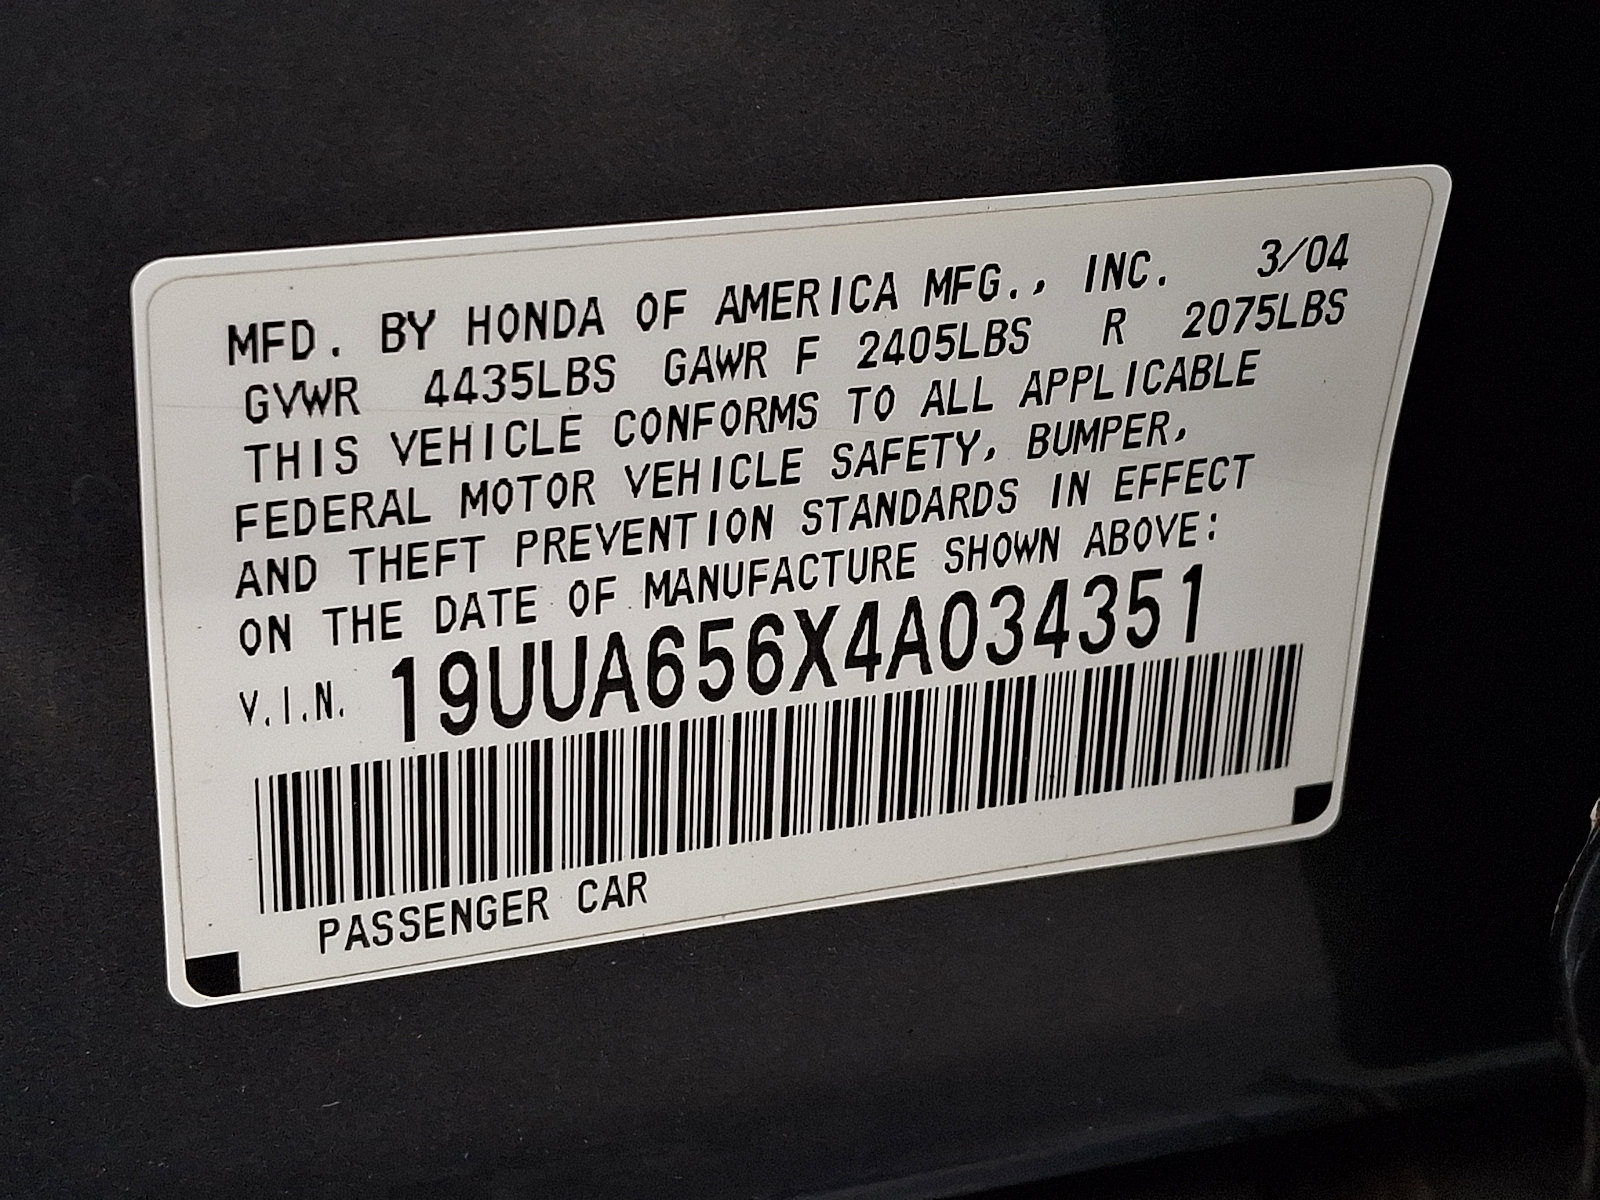 MFD. BY HONDA OF AMERICA MFG., INC. 3/04
GVWR 4435LBS GAWR F 2405LBS R 2075LBS
THIS VEHICLE CONFORMS TO ALL APPLICABLE
FEDERAL MOTOR VEHICLE SAFETY, BUMPER,
AND THEFT PREVENTION STANDARDS IN EFFECT
ON THE DATE OF MANUFACTURE SHOWN ABOVE:
V.I.N. 19UUA656X4A034351
PASSENGER CAR